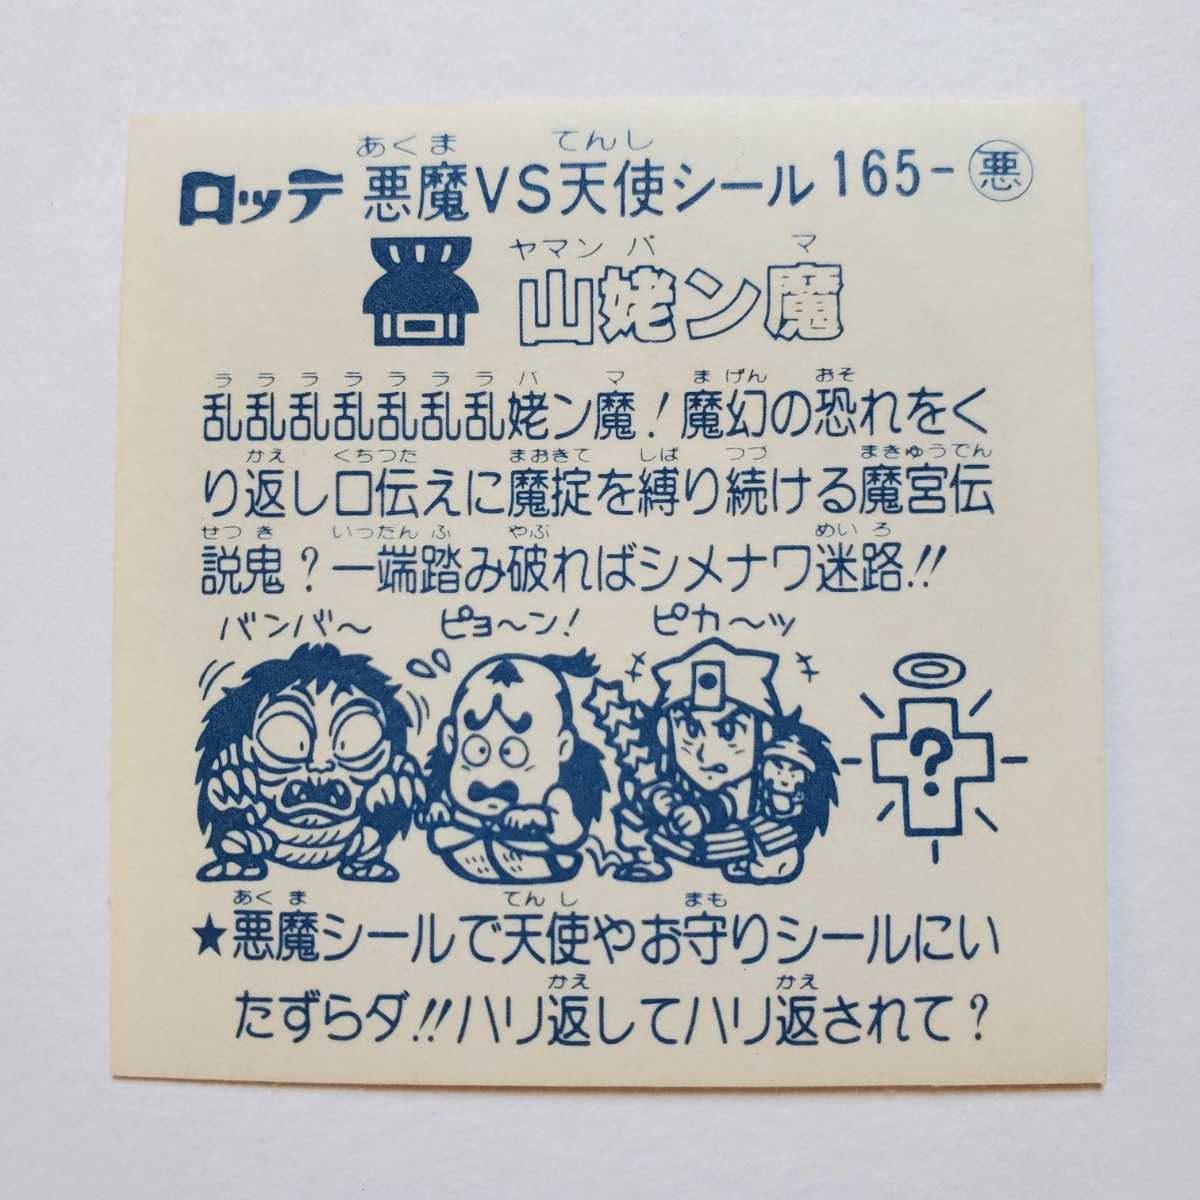 あくま てんし
ロッテ 悪魔VS天使シール 165-悪
ヤマンバ マ
山姥ン魔
ララララララララバ マ まげん おそ
乱乱乱乱乱乱乱姥ン魔!魔幻の恐れをく
かえ くちつた まおきて しば つづ まきゅうでん
り返し口伝えに魔掟を縛り続ける魔宮伝
せつき いったんふ やぶ めいろ
説鬼?一端踏み破ればシメナワ迷路!!
バンバ〜 ピョ〜ン! ピカ〜ッ
?
あくま てんし まも
★悪魔シールで天使やお守りシールにい
かえ かえ
たずらダ!!ハリ返してハリ返されて?